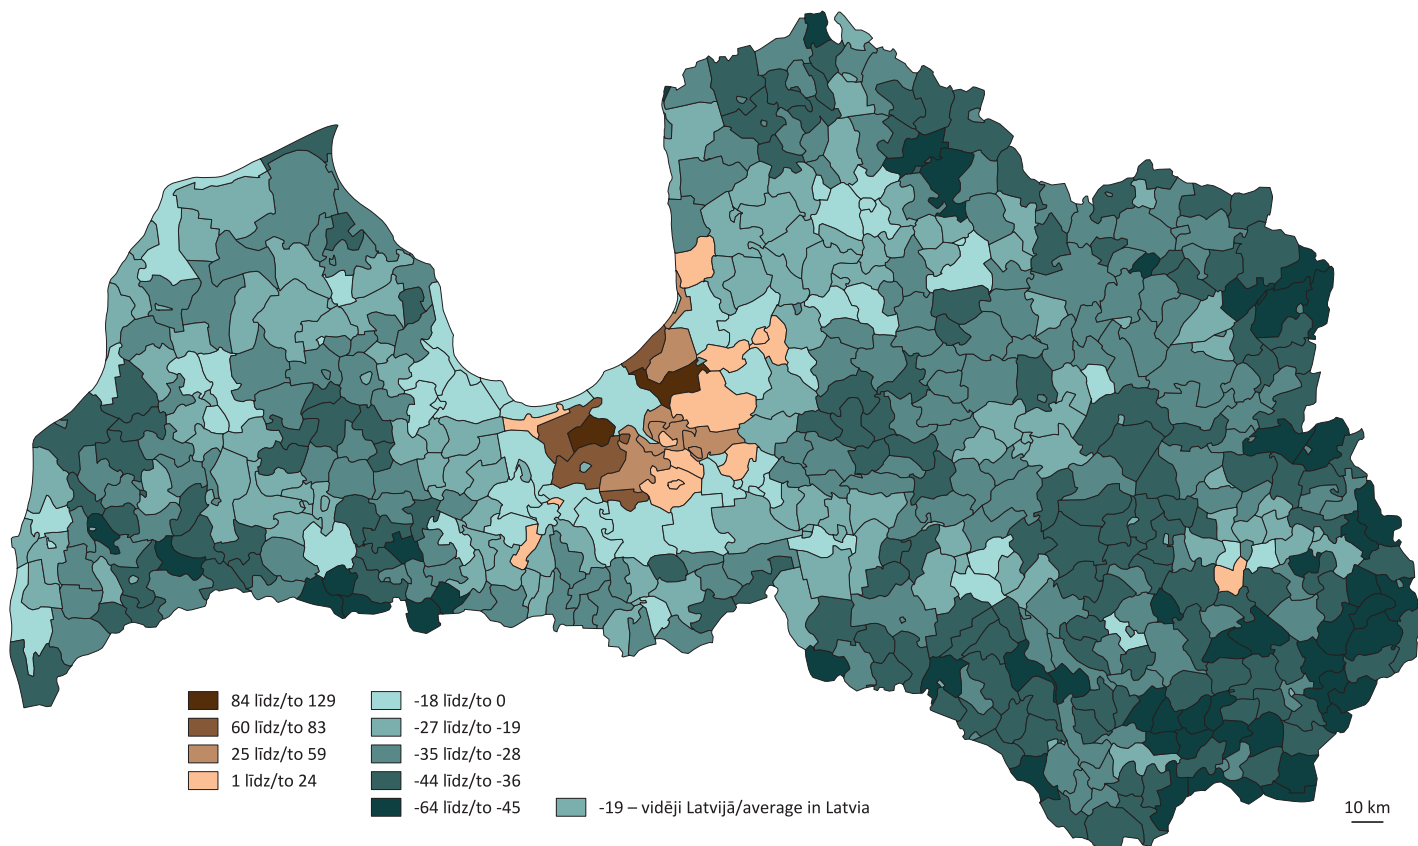 84 līdz/to 129
60 līdz/to 83
25 līdz/to 59
1 līdz/to 24
-18 līdz/to 0
-27 līdz/to -19
-35 līdz/to -28
-44 līdz/to -36
-64 līdz/to -45
-19 – vidēji Latvijā/average in Latvia
10 km